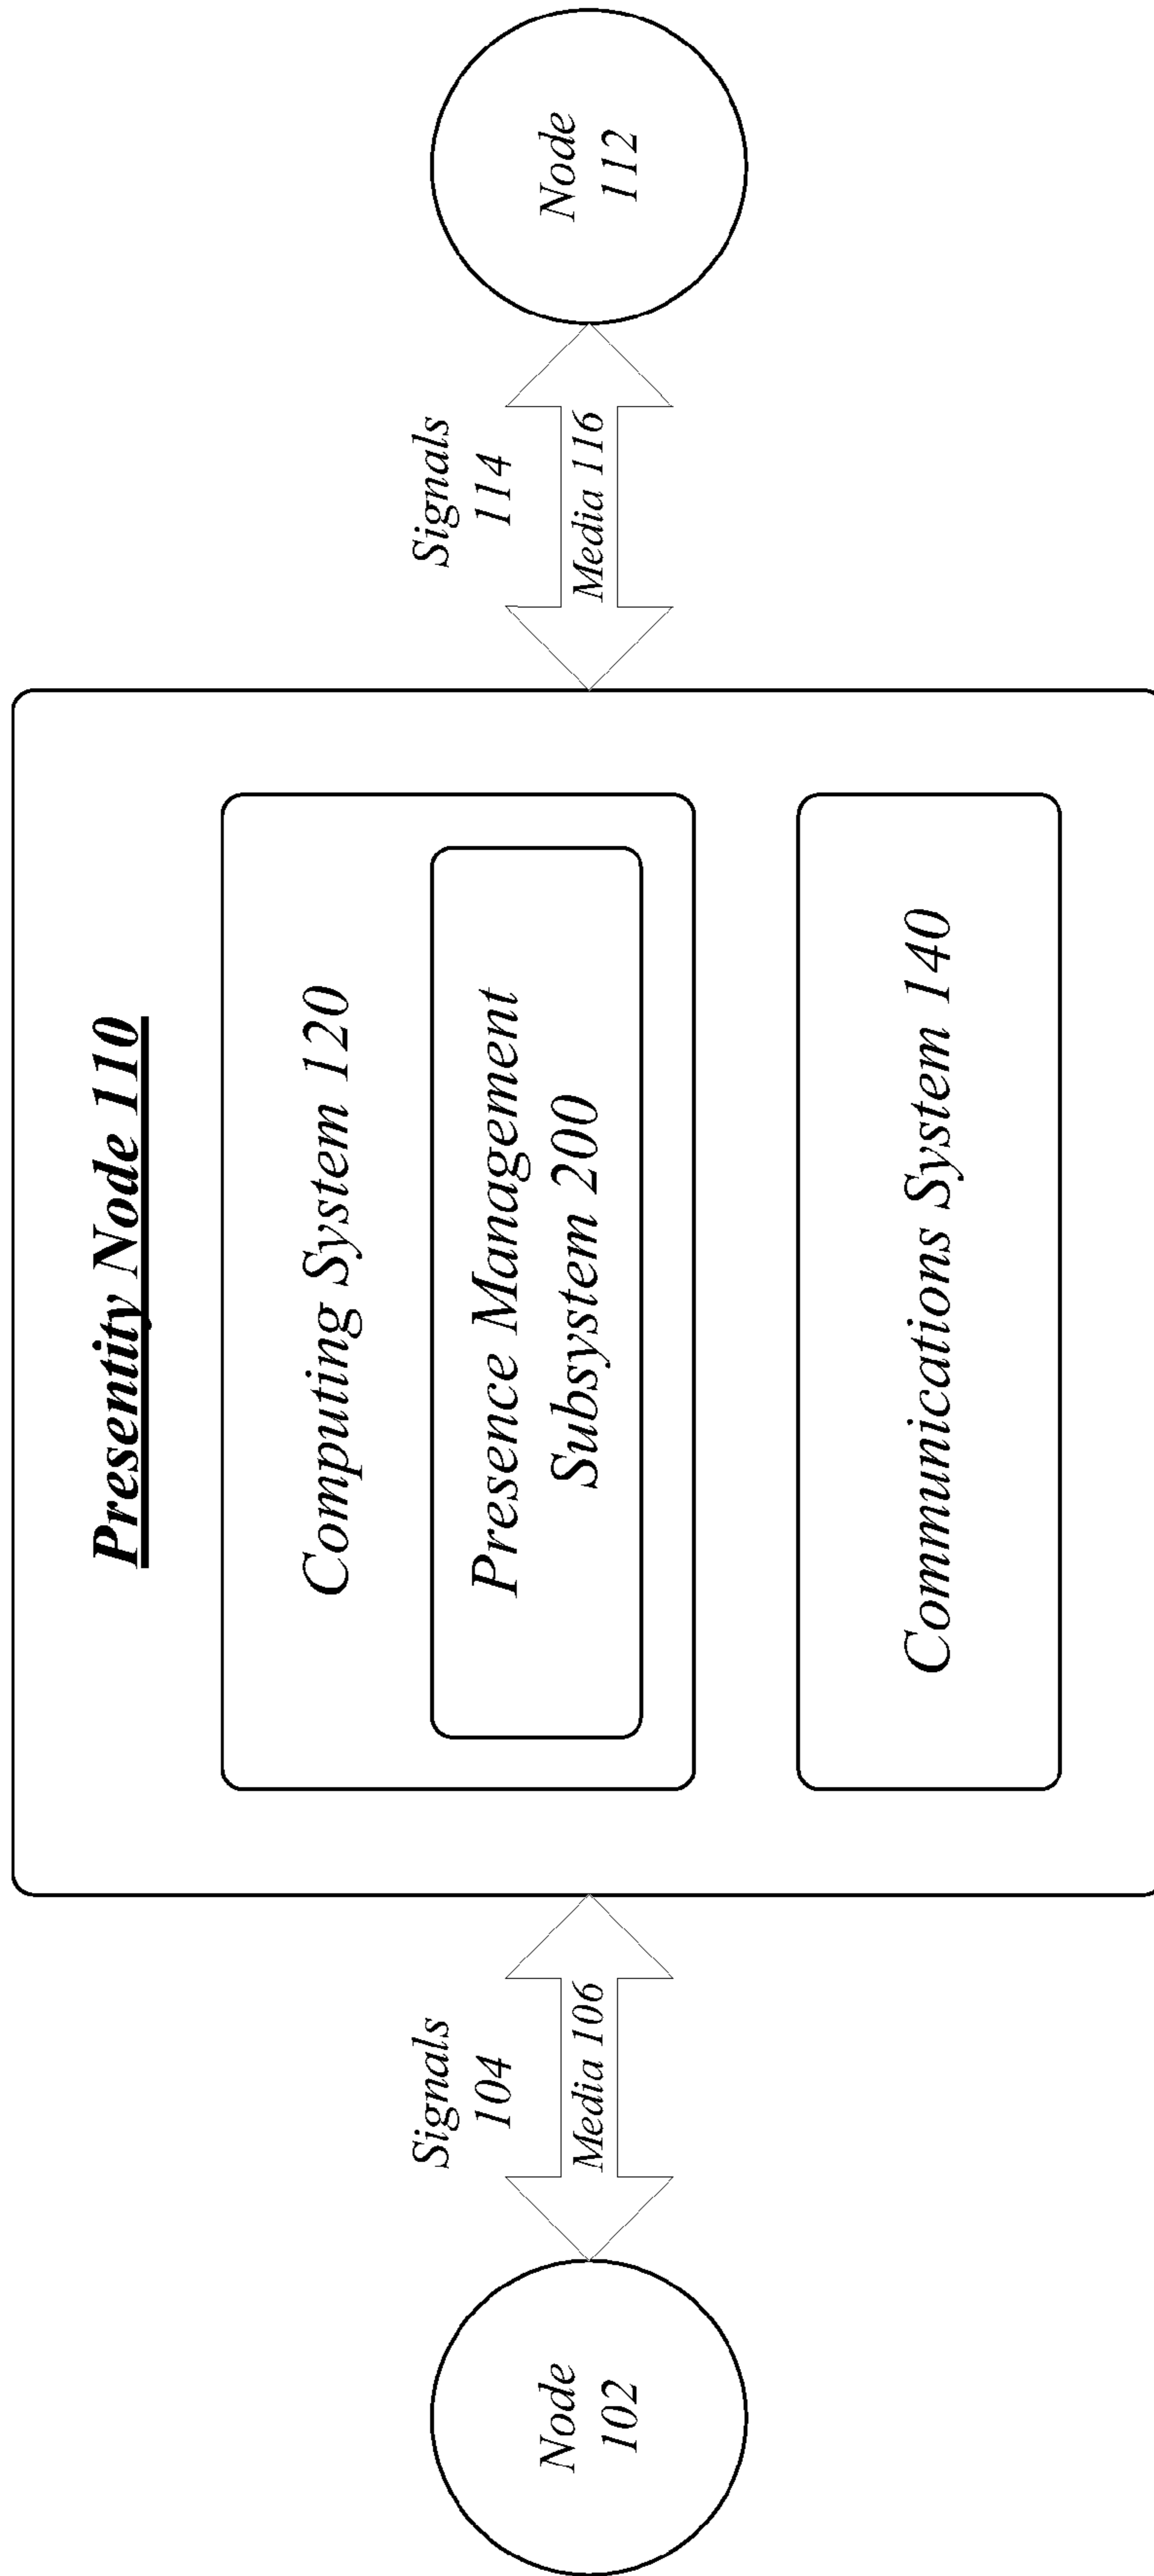 Presentity Node 110
Computing System 120
Presence Management
Subsystem 200
Communications System 140
Node
102
Signals
104
Media 106
Signals
114
Media 116
Node
112